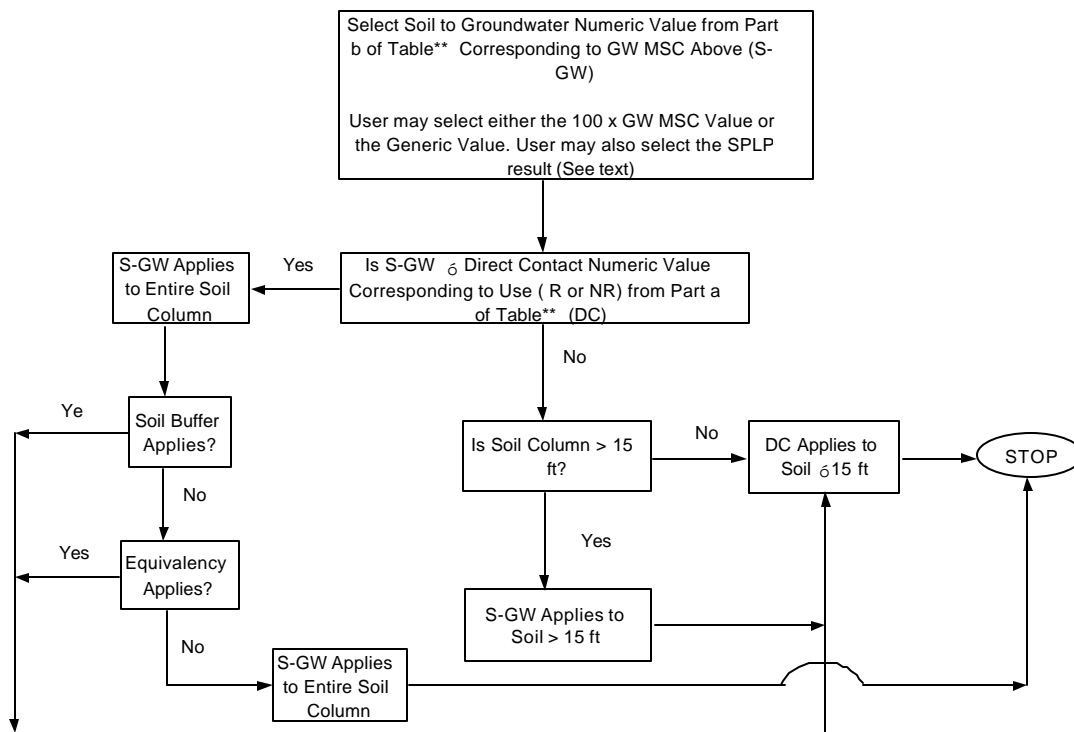 Select Soil to Groundwater Numeric Value from Part
b of Table** Corresponding to GW MSC Above (S-
GW)
User may select either the 100 x GW MSC Value or
the Generic Value. User may also select the SPLP
result (See text)
S-GW Applies
to Entire Soil
Column
Yes
Is S-GW ó Direct Contact Numeric Value
Corresponding to Use ( R or NR) from Part a
of Table** (DC)
No
Ye
Soil Buffer
Applies?
Is Soil Column > 15
ft?
No
DC Applies to
Soil ó15 ft
STOP
No
Yes
Yes
Equivalency
Applies?
S-GW Applies to
Soil > 15 ft
No
S-GW Applies
to Entire Soil
Column